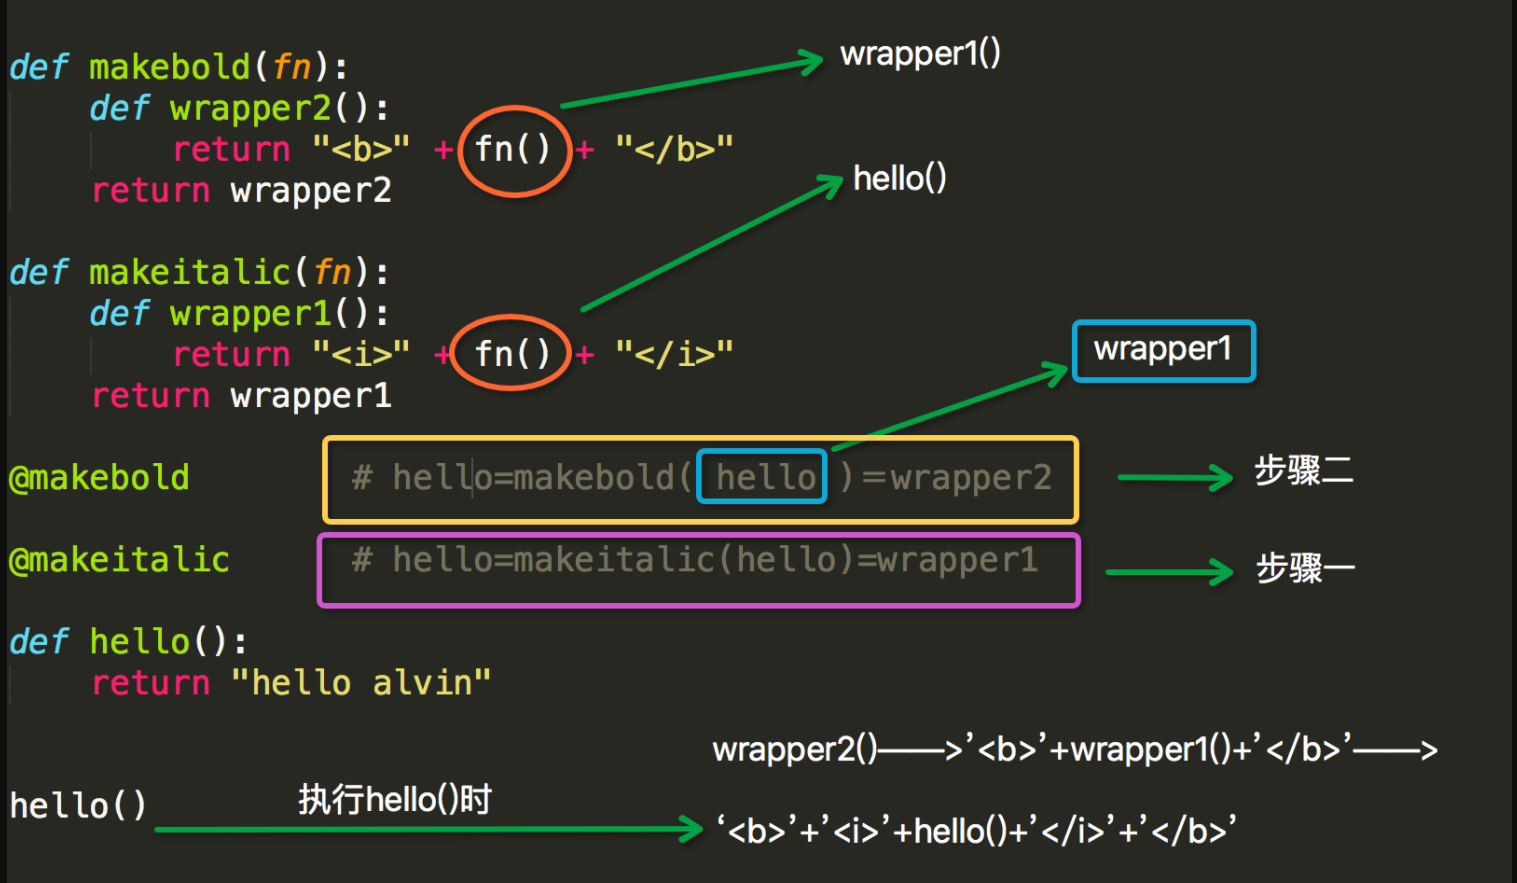 def makebold(fn): wrapper1()
def wrapper2():
return "<b>" + fn() + "</b>"
return wrapper2
hello()
def makeitalic(fn):
def wrapper1():
return "<i>" + fn() + "</i>"
wrapper1
return wrapper1
@makebold # hello=makebold( hello )=wrapper2 步骤二
@makeitalic # hello=makeitalic(hello)=wrapper1 步骤一
def hello():
return "hello alvin"
wrapper2()——>’<b>’+wrapper1()+’</b>’——>
hello() 执行hello()时
‘<b>’+’<i>’+hello()+’</i>’+’</b>’